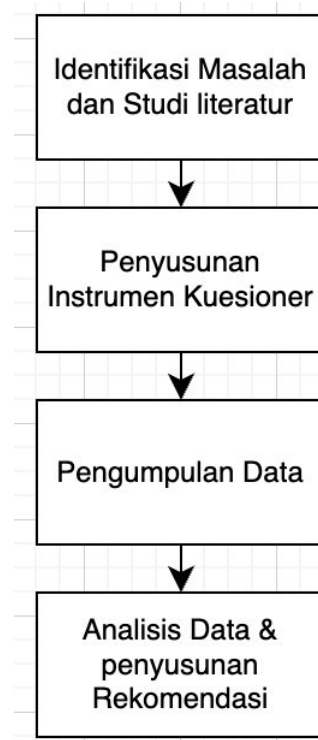 Identifikasi Masalah
dan Studi literatur
Penyusunan
Instrumen Kuesioner
Pengumpulan Data
Analisis Data &
penyusunan
Rekomendasi